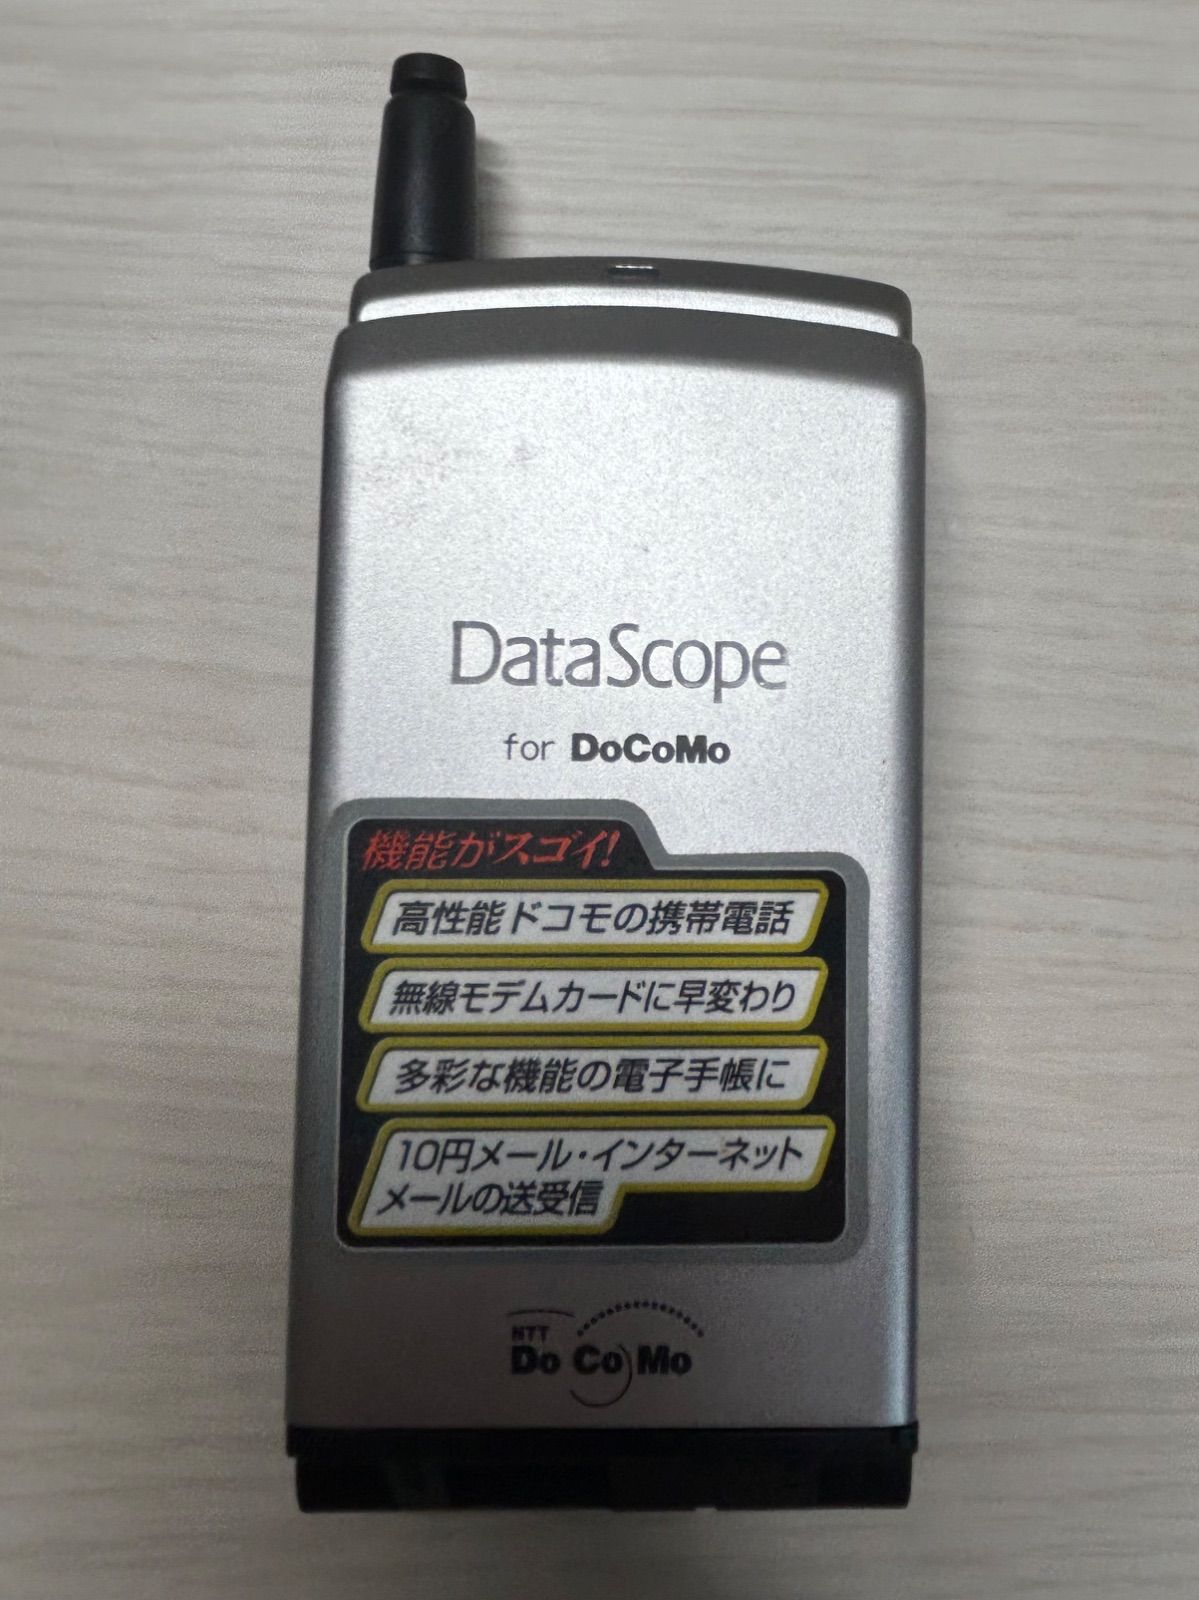 DataScope
for DoCoMo
機能がスゴイ!
高性能ドコモの携帯電話
無線モデムカードに早変わり
多彩な機能の電子手帳に
10円メール・インターネット
メールの送受信
NTT
DoCoMo